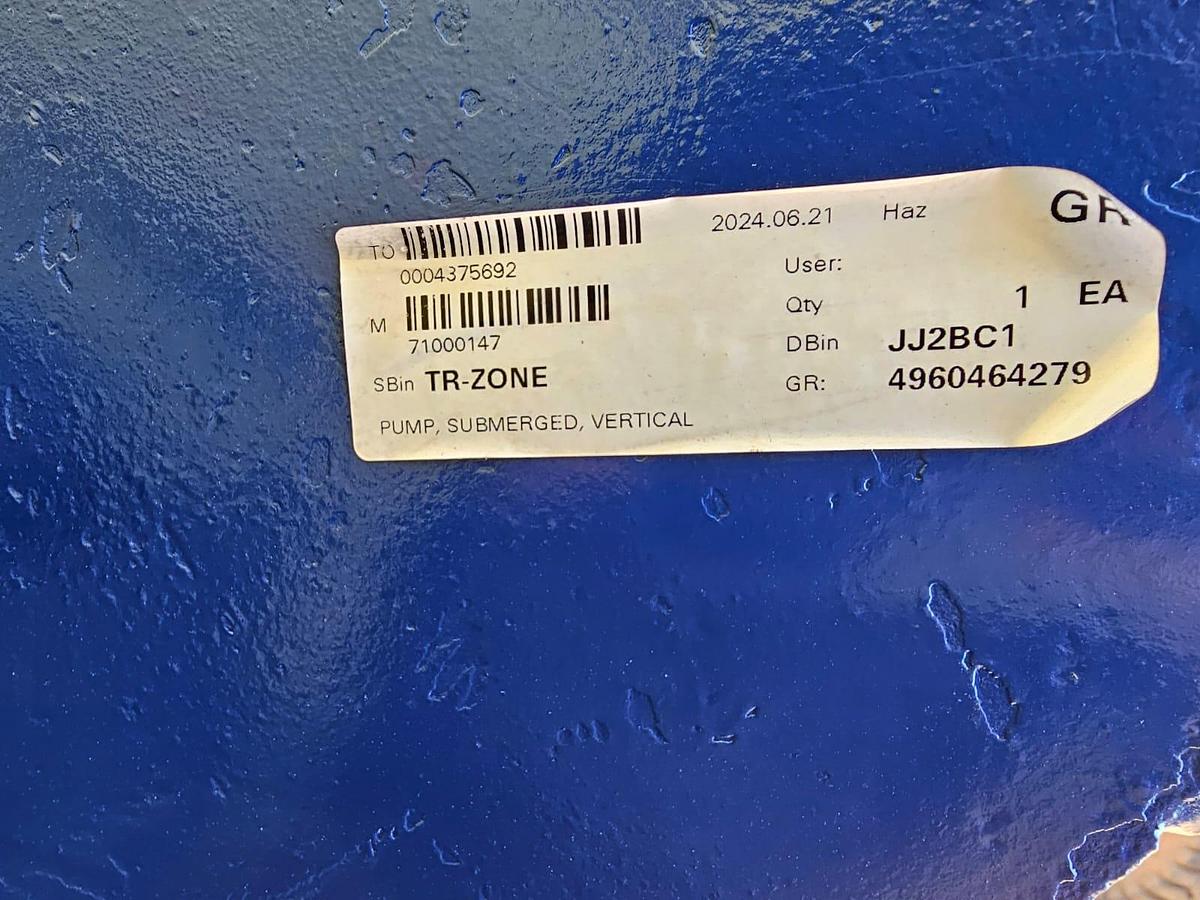 TO 2024.06.21 Haz GR
0004375692
User:
M Qty 1 EA
71000147 DBin JJ2BC1
SBin TR-ZONE GR: 4960464279
PUMP, SUBMERGED, VERTICAL